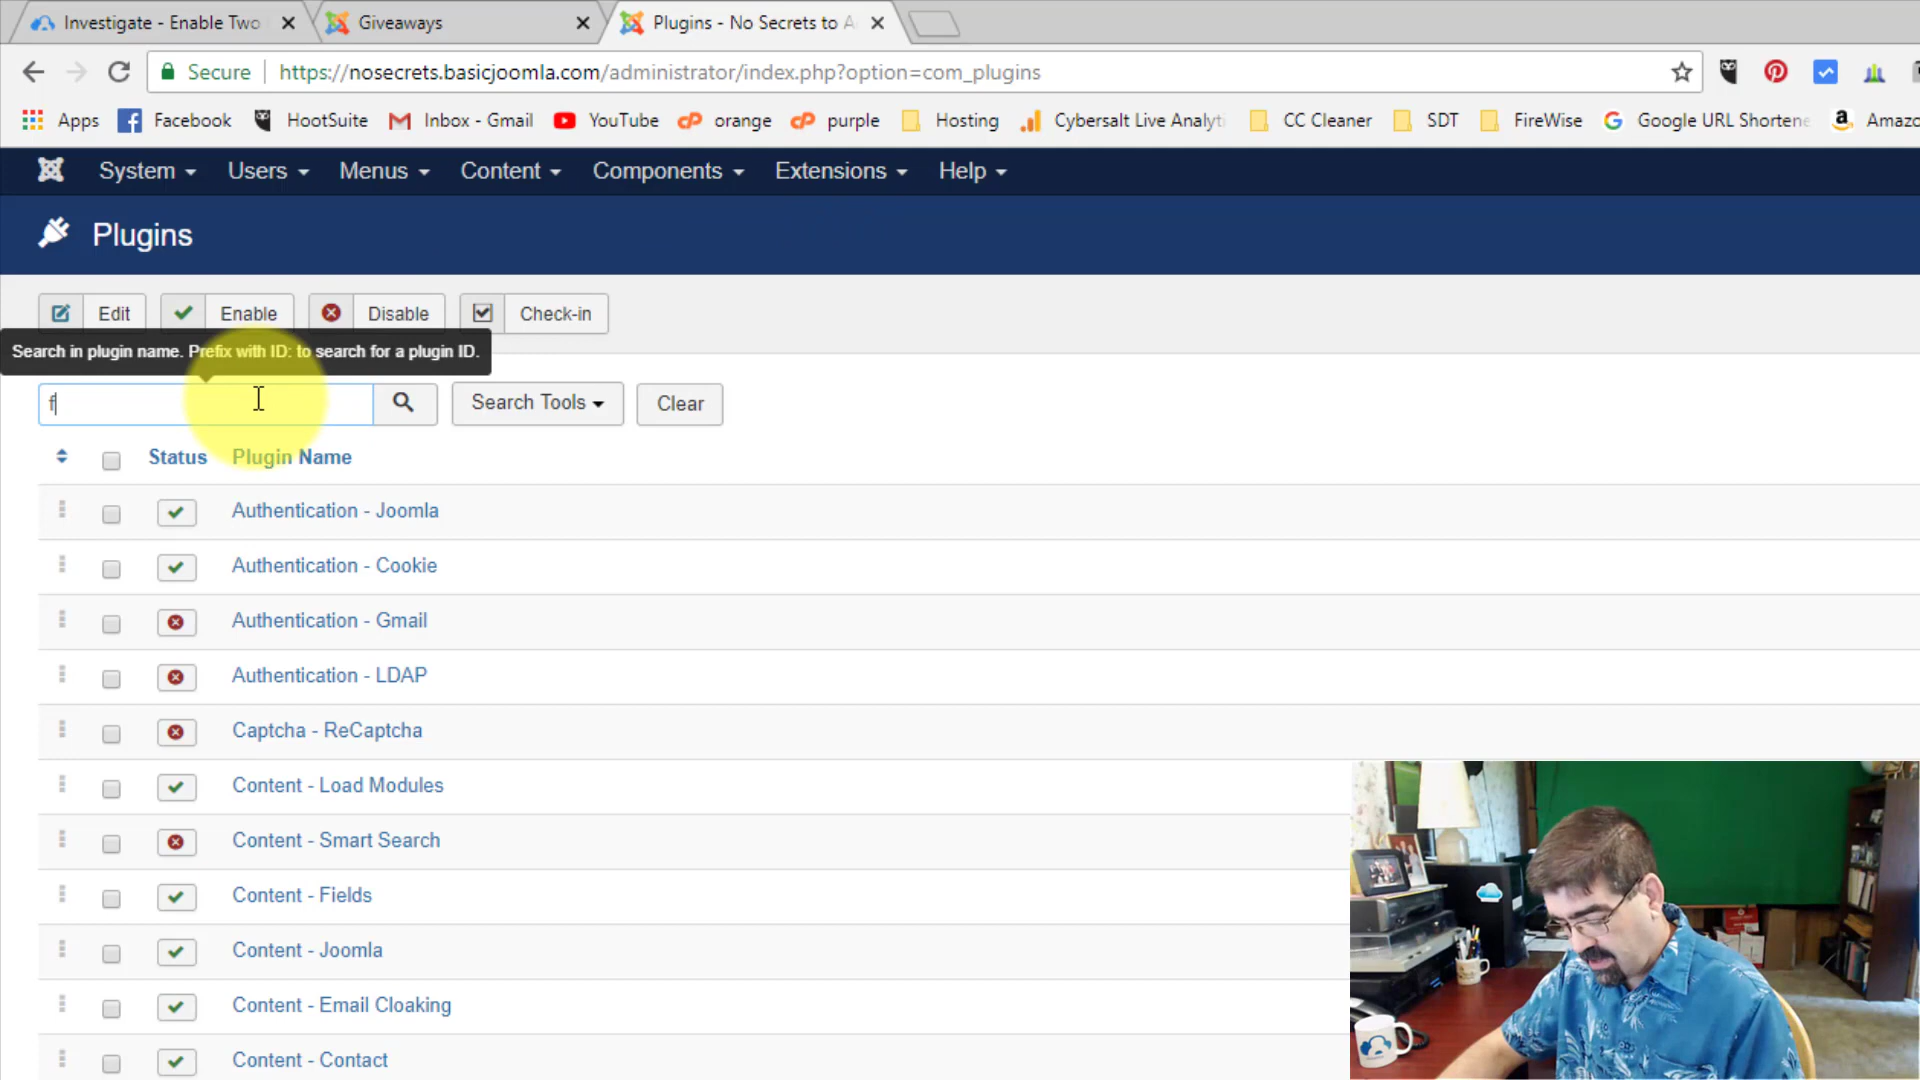 Investigate - Enable Two
Giveaways
Plugins - No Secrets to A
Secure https://nosecrets.basicjoomla.com/administrator/index.php?option=com_plugins
Apps Facebook HootSuite Inbox - Gmail YouTube orange purple Hosting Cybersalt Live Analyti CC Cleaner SDT FireWise Google URL Shortene Amazo
System Users Menus Content Components Extensions Help
Plugins
Edit Enable Disable Check-in
Search in plugin name. Prefix with ID: to search for a plugin ID.
f Search Tools Clear
Status Plugin Name
Authentication - Joomla
Authentication - Cookie
Authentication - Gmail
Authentication - LDAP
Captcha - ReCaptcha
Content - Load Modules
Content - Smart Search
Content - Fields
Content - Joomla
Content - Email Cloaking
Content - Contact